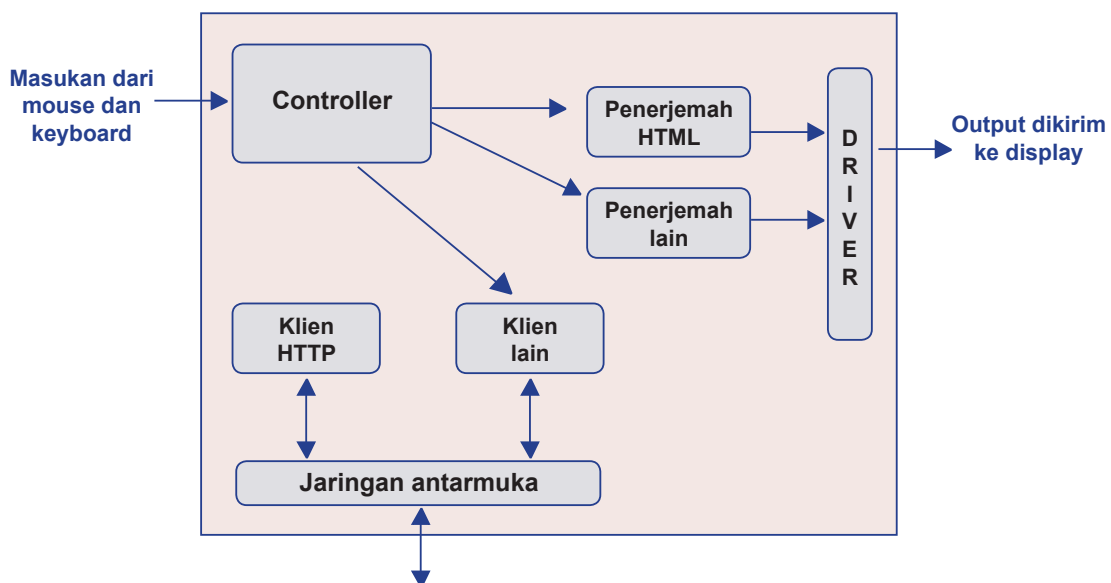 Masukan dari
mouse dan
keyboard
Controller
Penerjemah
HTML
Penerjemah
lain
D
R
I
V
E
R
Output dikirim
ke display
Klien
HTTP
Klien
lain
Jaringan antarmuka